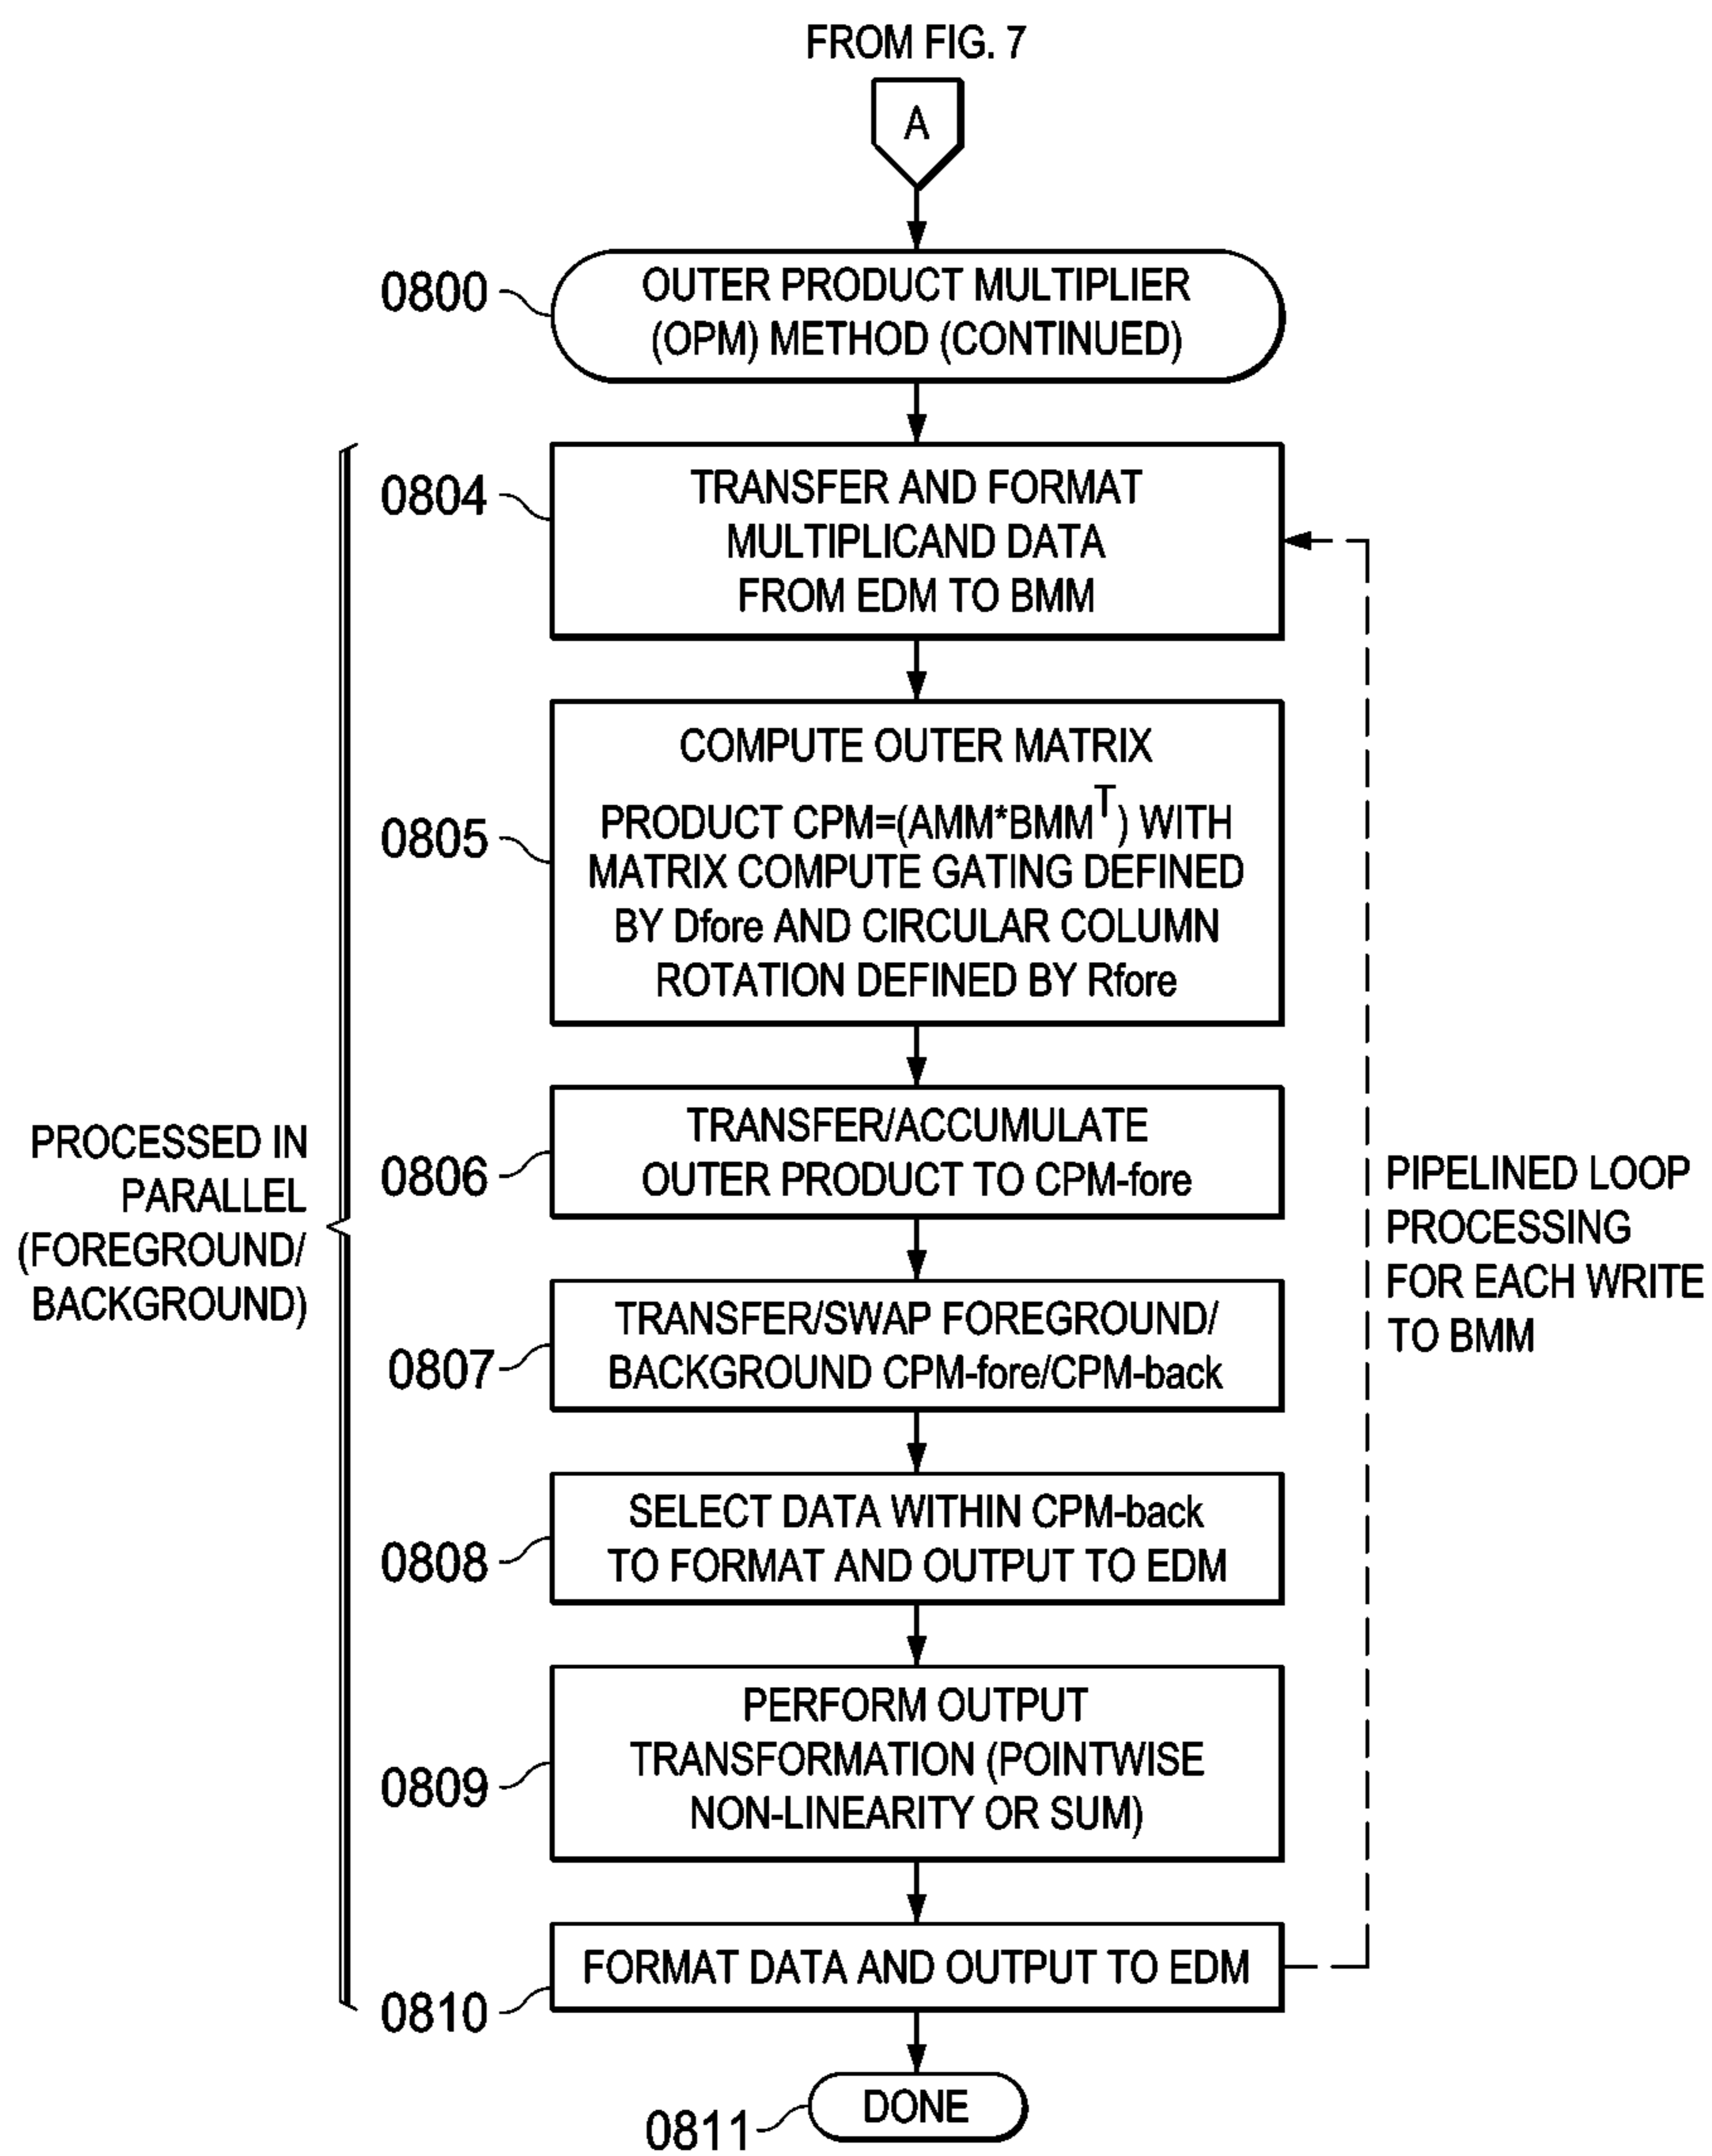 FROM FIG. 7
A
0800
OUTER PRODUCT MULTIPLIER
(OPM) METHOD (CONTINUED)
0804
TRANSFER AND FORMAT
MULTIPLICAND DATA
FROM EDM TO BMM
0805
COMPUTE OUTER MATRIX
PRODUCT CPM=(AMM*BMM^T) WITH
MATRIX COMPUTE GATING DEFINED
BY Dfore AND CIRCULAR COLUMN
ROTATION DEFINED BY Rfore
0806
TRANSFER/ACCUMULATE
OUTER PRODUCT TO CPM-fore
PROCESSED IN
PARALLEL
(FOREGROUND/
BACKGROUND)
PIPELINED LOOP
PROCESSING
FOR EACH WRITE
TO BMM
0807
TRANSFER/SWAP FOREGROUND/
BACKGROUND CPM-fore/CPM-back
0808
SELECT DATA WITHIN CPM-back
TO FORMAT AND OUTPUT TO EDM
0809
PERFORM OUTPUT
TRANSFORMATION (POINTWISE
NON-LINEARITY OR SUM)
0810
FORMAT DATA AND OUTPUT TO EDM
0811
DONE